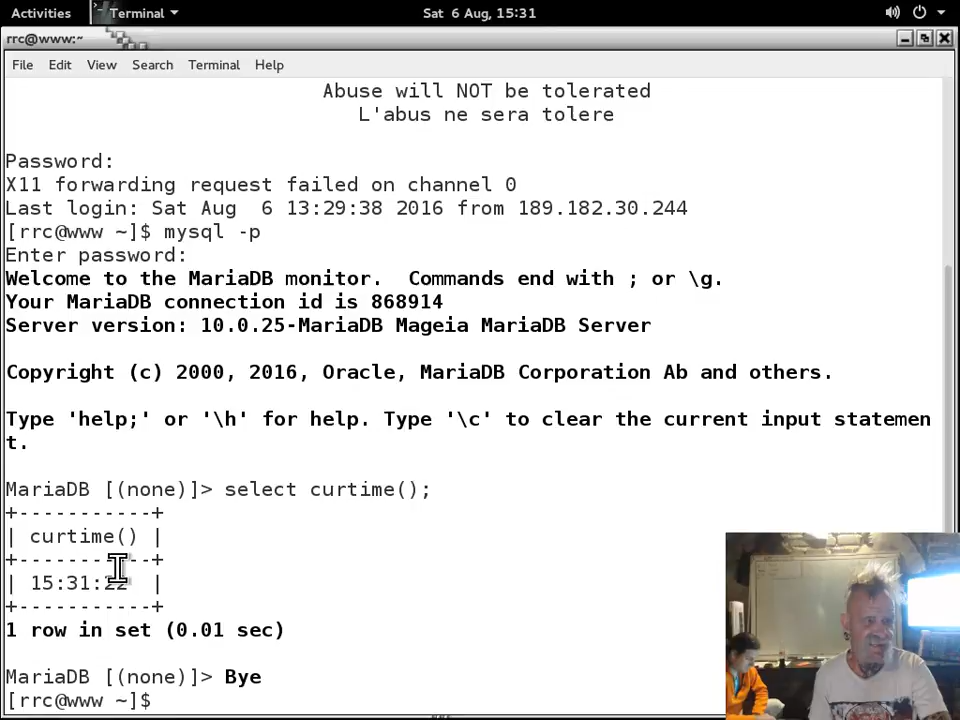 Activities Terminal Sat 6 Aug, 15:31
rrc@www:~
File Edit View Search Terminal Help
Abuse will NOT be tolerated
L'abus ne sera tolere
Password:
X11 forwarding request failed on channel 0
Last login: Sat Aug  6 13:29:38 2016 from 189.182.30.244
[rrc@www ~]$ mysql -p
Enter password:
Welcome to the MariaDB monitor.  Commands end with ; or \g.
Your MariaDB connection id is 868914
Server version: 10.0.25-MariaDB Mageia MariaDB Server
Copyright (c) 2000, 2016, Oracle, MariaDB Corporation Ab and others.
Type 'help;' or '\h' for help. Type '\c' to clear the current input statemen
t.
MariaDB [(none)]> select curtime();
+-----------+
| curtime() |
+-----------+
| 15:31:22  |
+-----------+
1 row in set (0.01 sec)
MariaDB [(none)]> Bye
[rrc@www ~]$